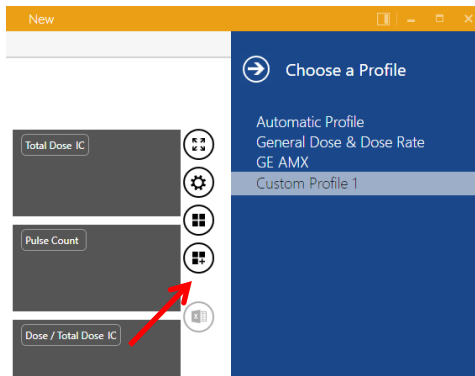 New
Choose a Profile
Automatic Profile
General Dose & Dose Rate
GE AMX
Custom Profile 1
Total Dose IC
Pulse Count
Dose / Total Dose IC